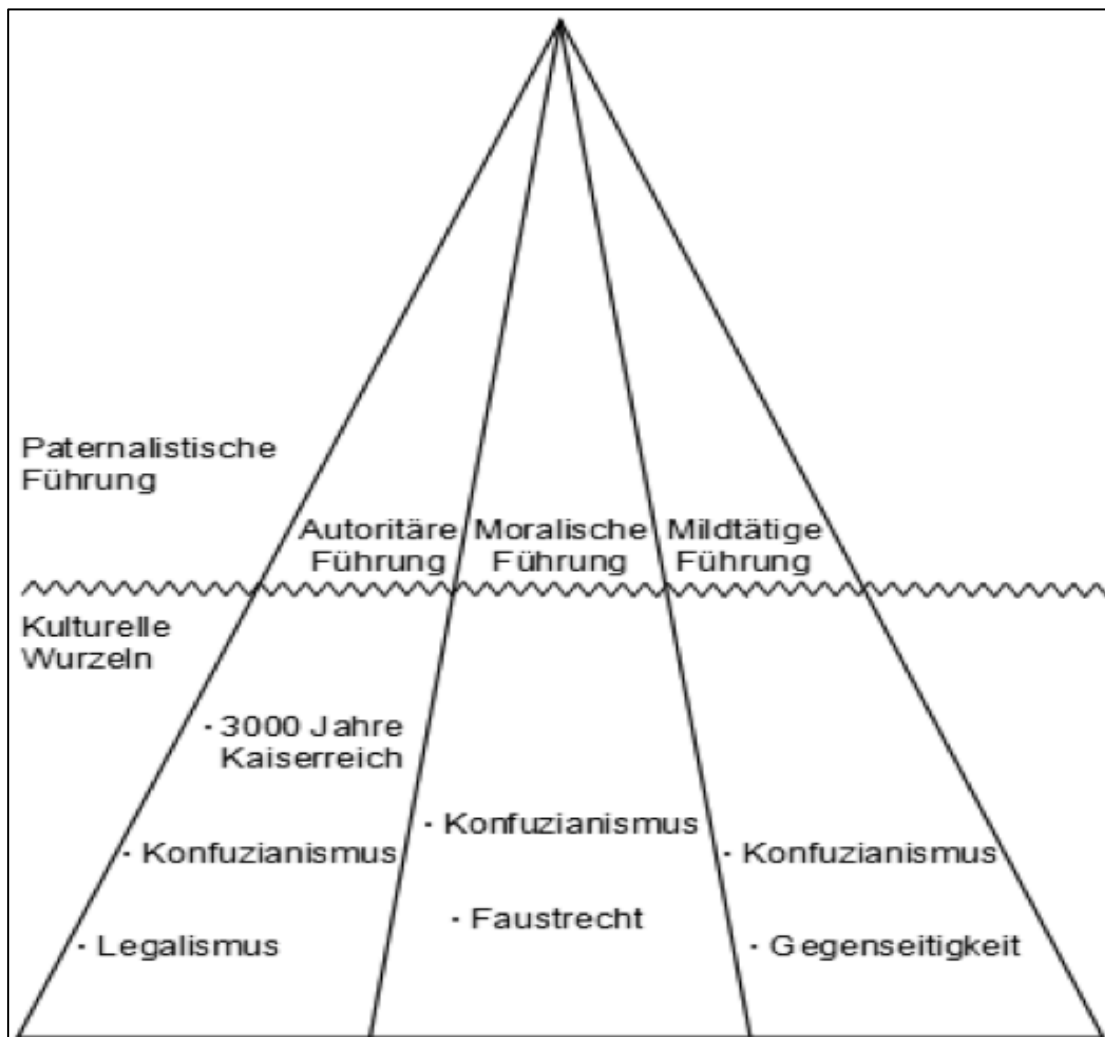 Paternalistische
Führung
Autoritäre
Führung
Moralische
Führung
Mildtätige
Führung
Kulturelle
Wurzeln
· 3000 Jahre
Kaiserreich
· Konfuzianismus
· Legalismus
· Konfuzianismus
· Faustrecht
· Konfuzianismus
· Gegenseitigkeit